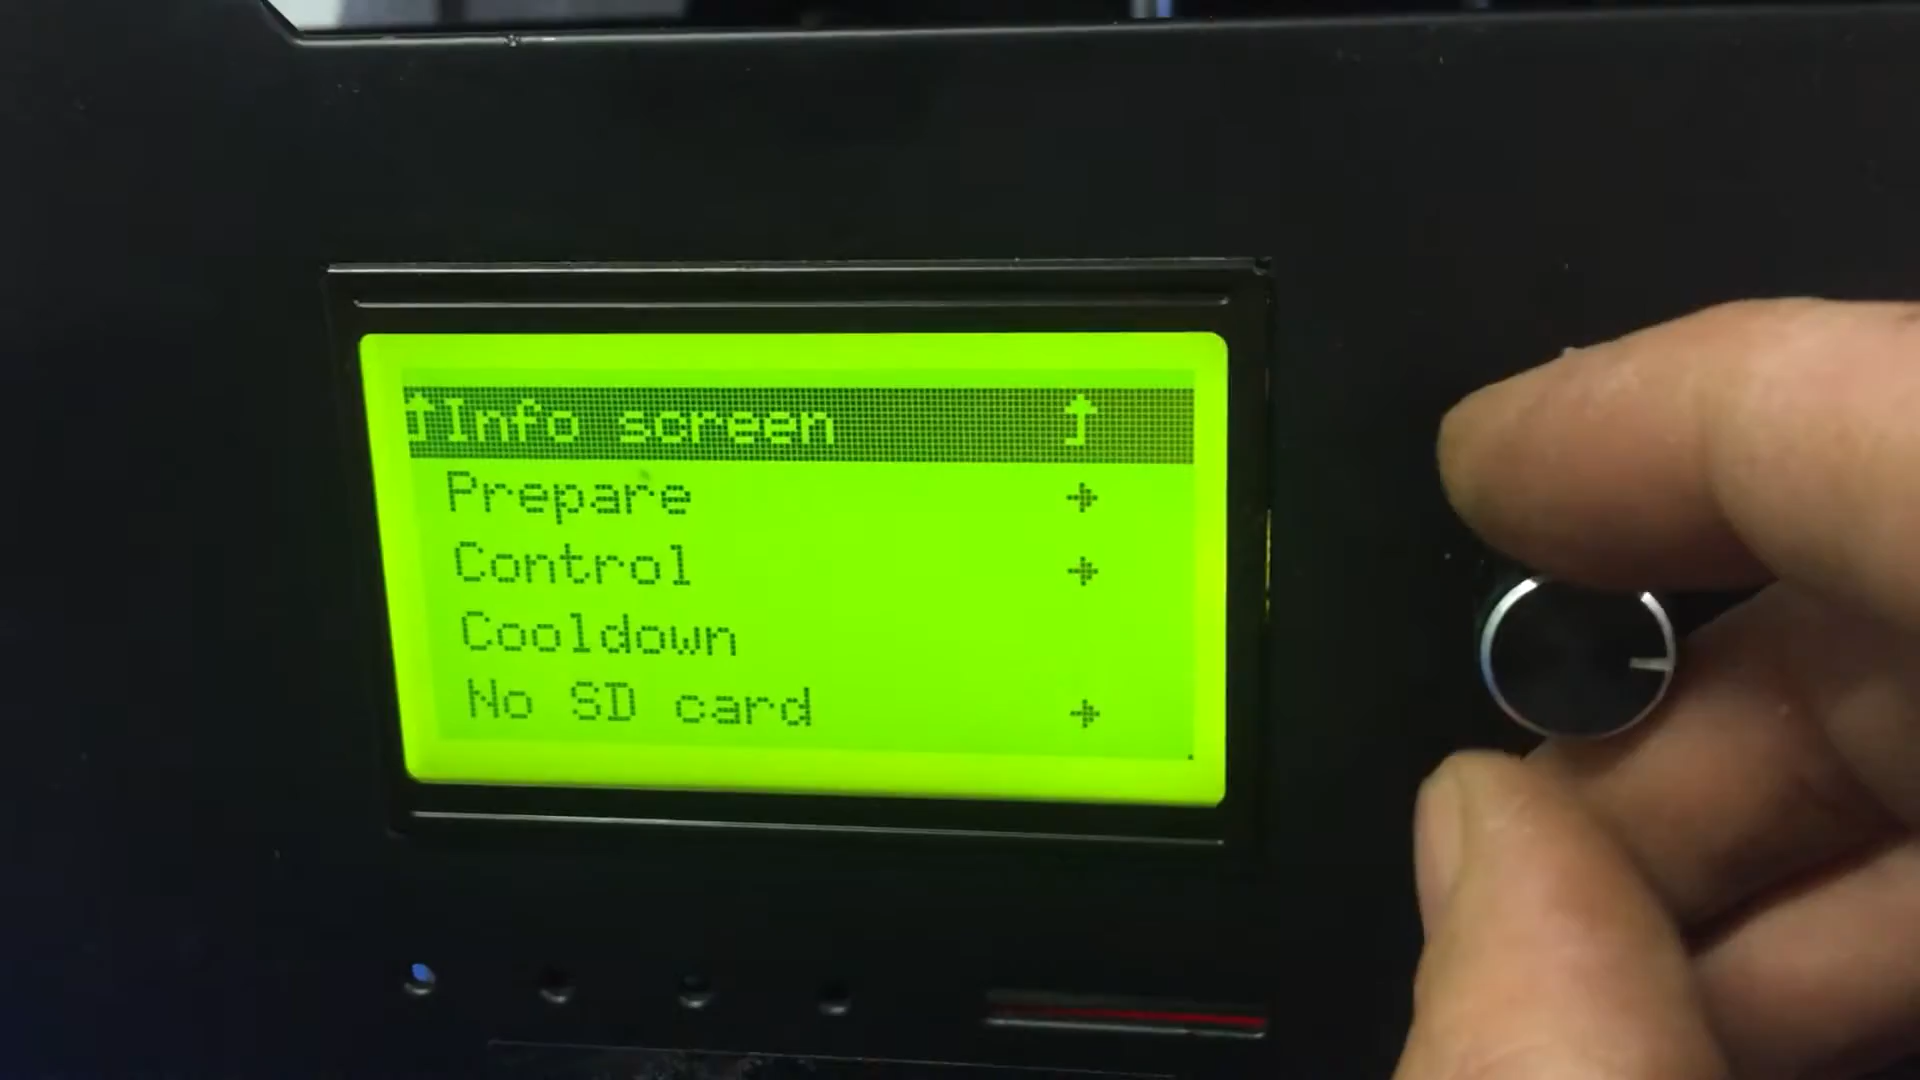 Info screen
Prepare
Control
Cooldown
No SD card